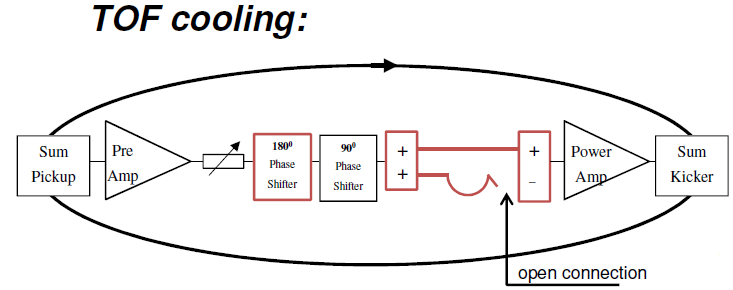 TOF cooling:
Sum
Pickup
Pre
Amp
180⁰
Phase
Shifter
90⁰
Phase
Shifter
+
+
+
–
Power
Amp
Sum
Kicker
open connection